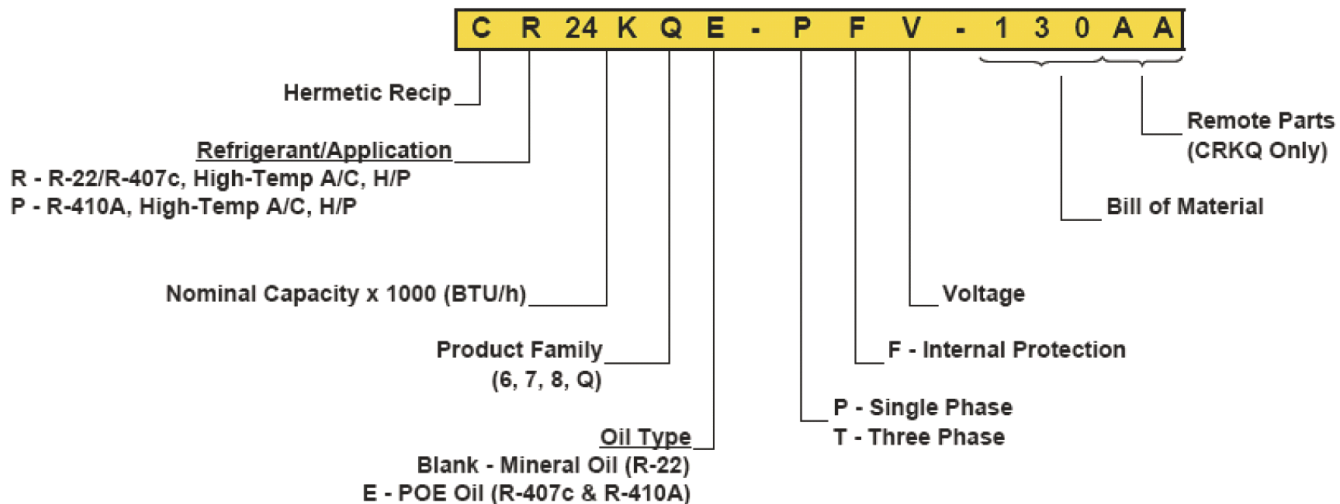 C R 24 K Q E - P F V - 1 3 0 A A
Hermetic Recip
Refrigerant/Application
R - R-22/R-407c, High-Temp A/C, H/P
P - R-410A, High-Temp A/C, H/P
Nominal Capacity x 1000 (BTU/h)
Product Family
(6, 7, 8, Q)
Oil Type
Blank - Mineral Oil (R-22)
E - POE Oil (R-407c & R-410A)
Remote Parts
(CRKQ Only)
Bill of Material
Voltage
F - Internal Protection
P - Single Phase
T - Three Phase